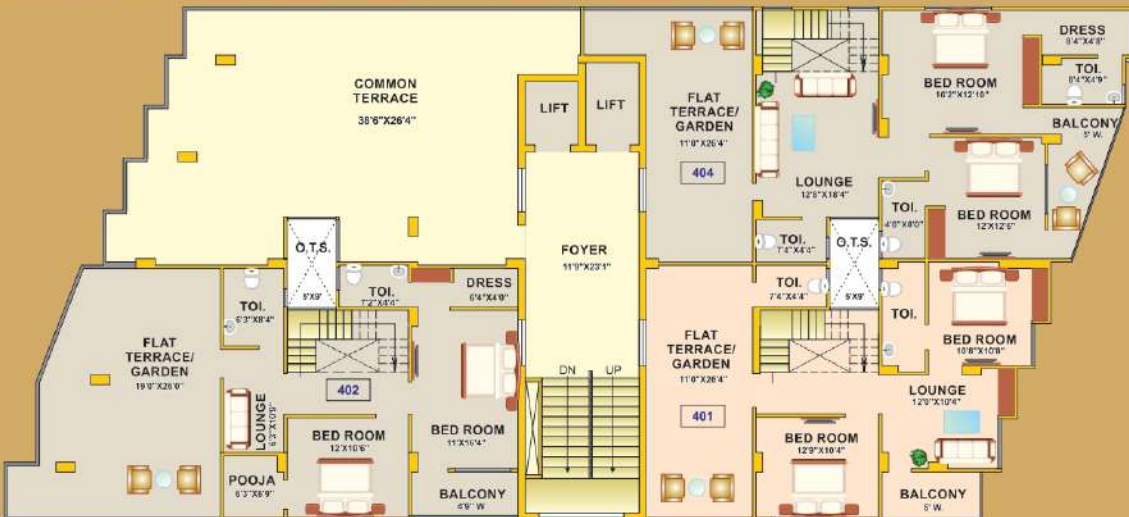 COMMON
TERRACE
38'6"X26'4"
LIFT
LIFT
FLAT
TERRACE/
GARDEN
11'0"X26'4"
404
LOUNGE
12'8"X18'4"
BED ROOM
16'2"X12'10"
DRESS
8'4"X4'8"
TOI.
8'4"X4'9"
BALCONY
5' W.
BED ROOM
12'X12'6"
TOI.
4'6"X8'0"
TOI.
7'4"X4'4"
O.T.S.
5'X9'
FOYER
11'9"X23'1"
DN
UP
O.T.S.
5'X9'
TOI.
6'3"X8'4"
TOI.
7'2"X4'4"
DRESS
6'4"X4'0"
FLAT
TERRACE/
GARDEN
19'0"X26'0"
402
LOUNGE
6'3"X10'9"
POOJA
6'3"X6'9"
BED ROOM
12'X10'6"
BED ROOM
11'X16'4"
BALCONY
4'9" W
FLAT
TERRACE/
GARDEN
11'0"X26'4"
401
TOI.
7'4"X4'4"
TOI.
BED ROOM
10'8"X10'8"
LOUNGE
12'0"X10'4"
BED ROOM
12'9"X10'4"
BALCONY
5' W.